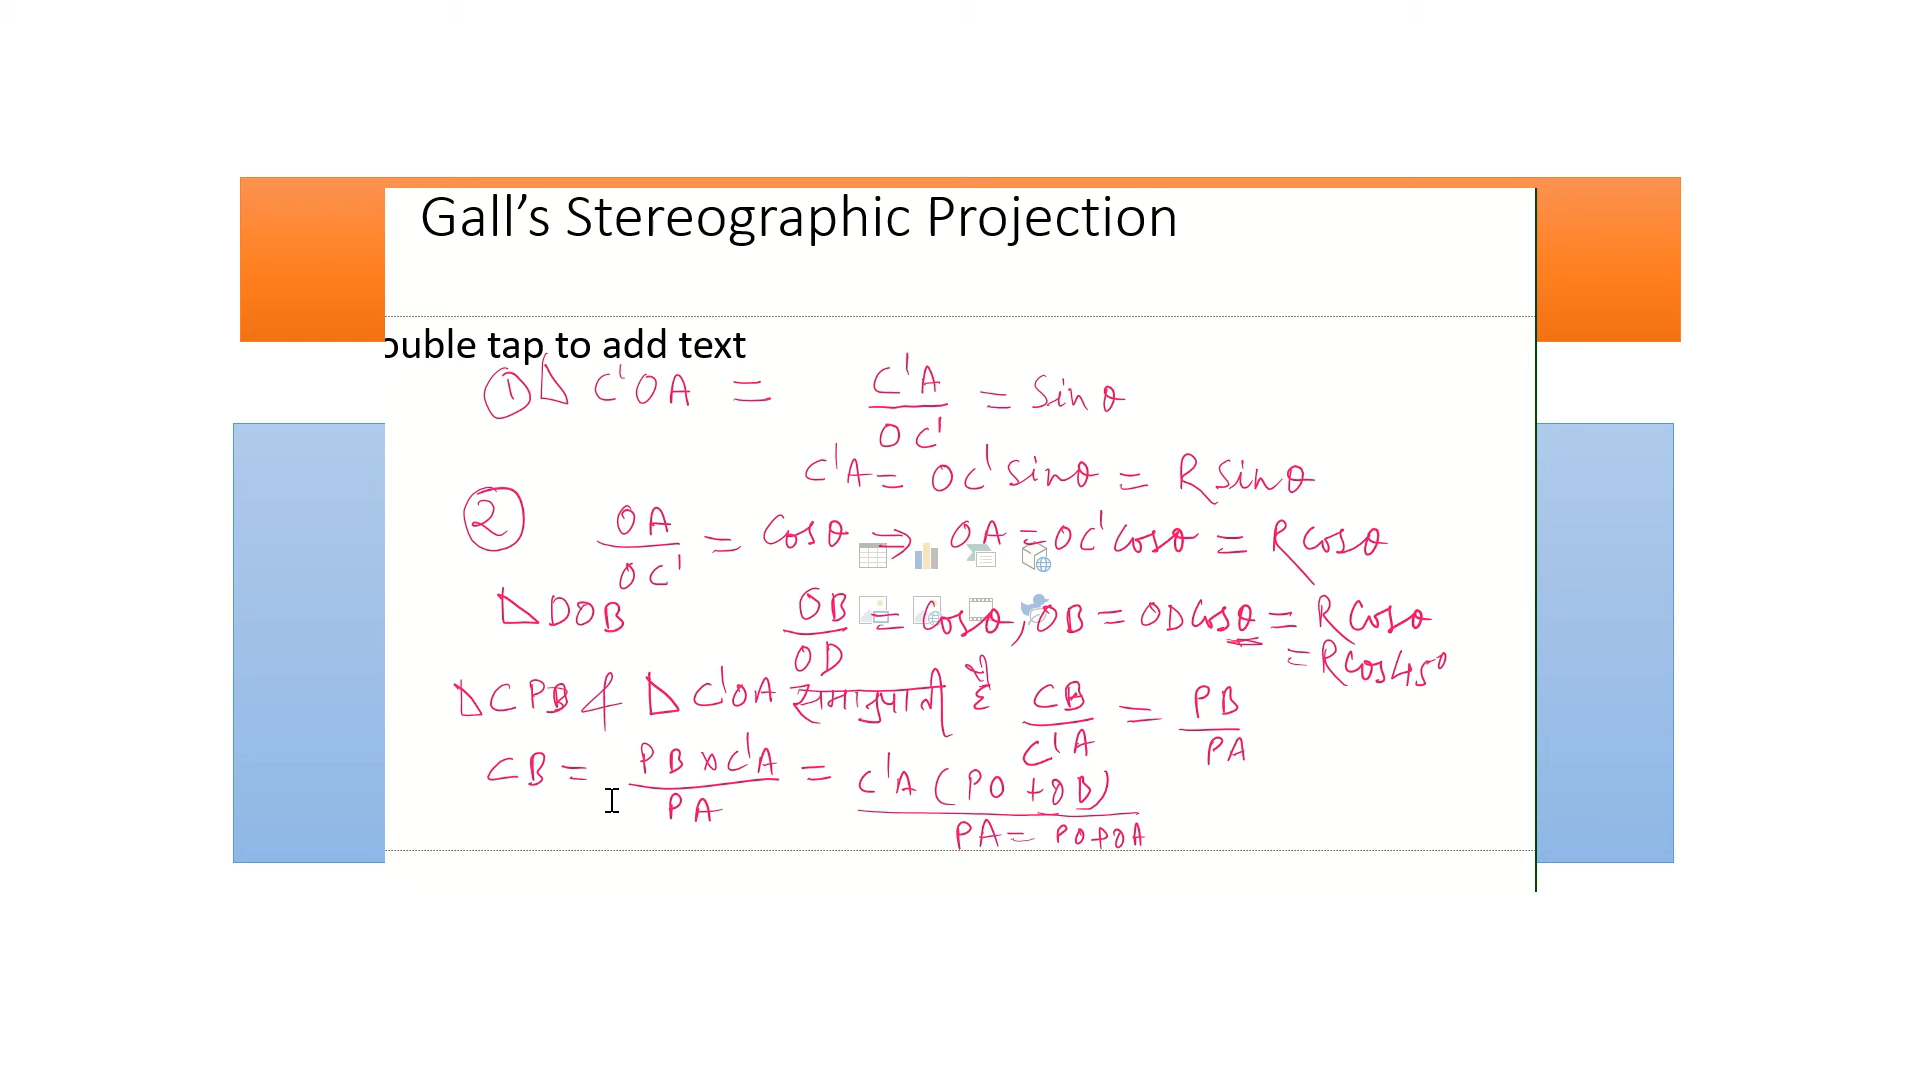 Gall’s Stereographic Projection
ouble tap to add text
① △ C'OA = C'A / OC' = Sin θ
C'A = OC' sin θ = R sin θ
② OA / OC' = Cos θ ⇒ OA = OC' Cos θ = R cos θ
△ DOB OB / OD = Cos θ, OB = OD Cos θ = R Cos θ
= R cos 45°
△ CPB & △ C'OA समानुपाती हैं CB / C'A = PB / PA
CB = PB × C'A / PA = C'A (PO + OB) / PA = PO + OA